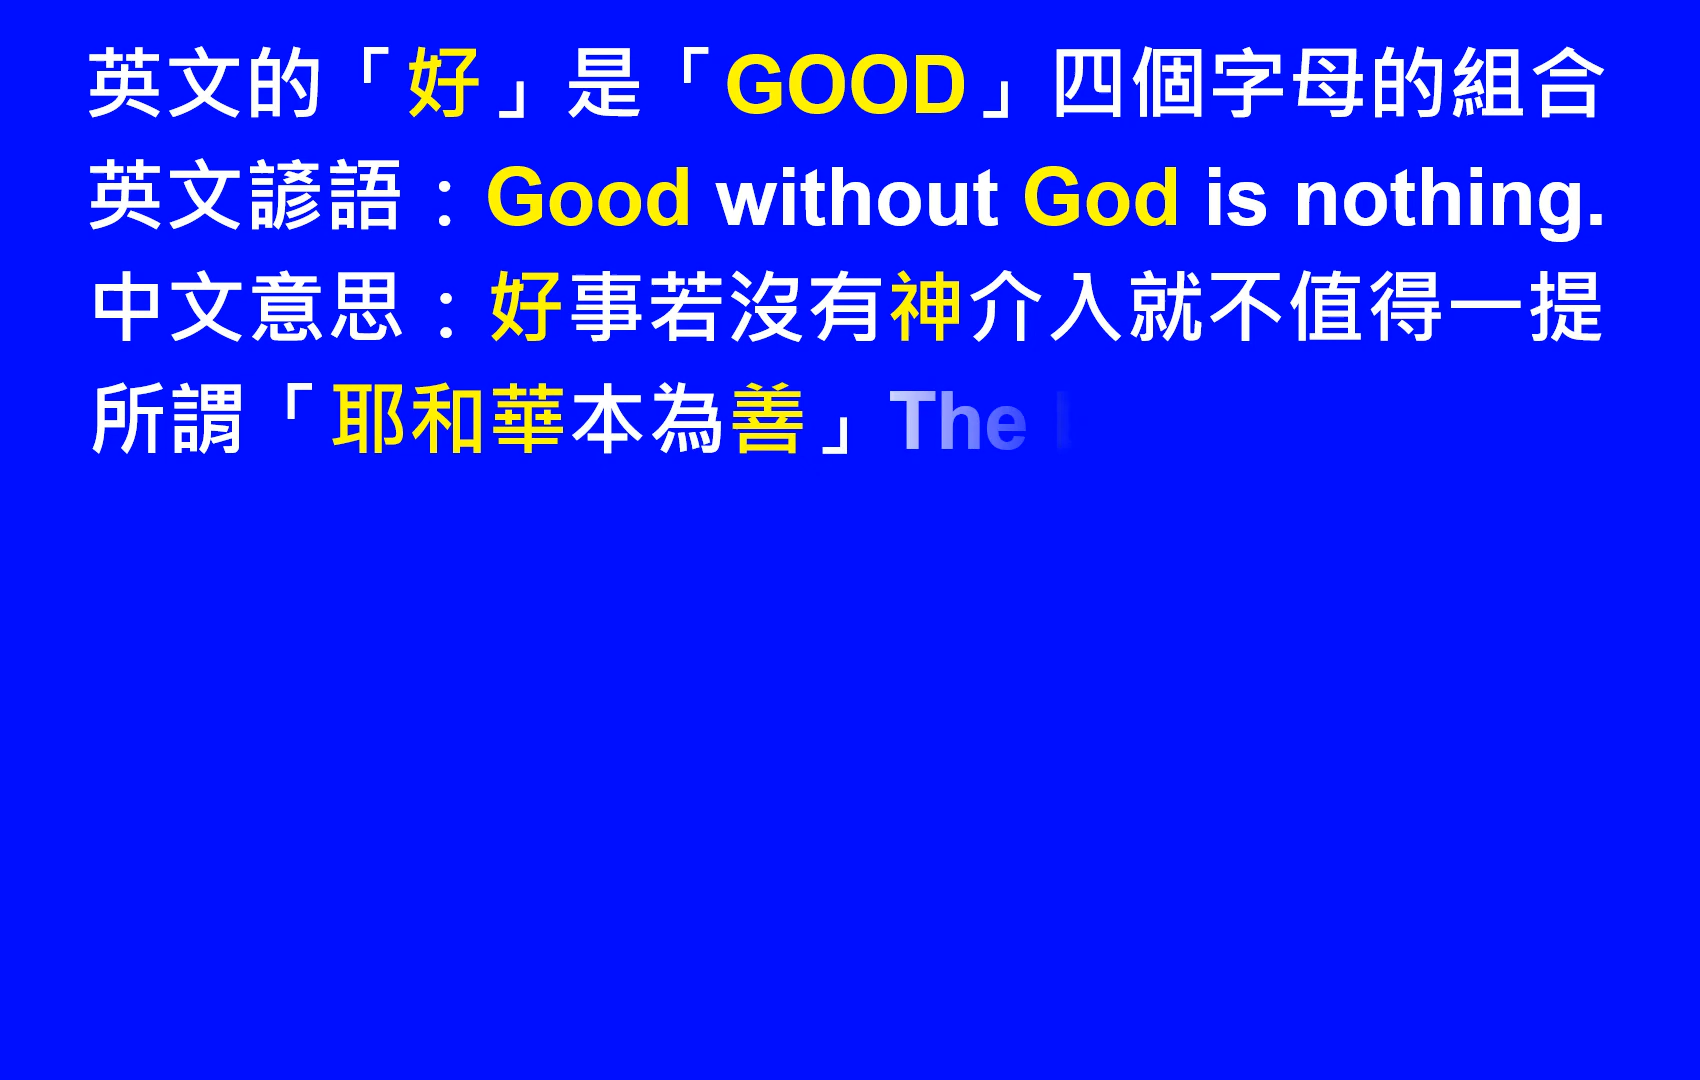 英文的「好」是「GOOD」四個字母的組合
英文諺語：Good without God is nothing.
中文意思：好事若沒有神介入就不值得一提
所謂「耶和華本為善」The